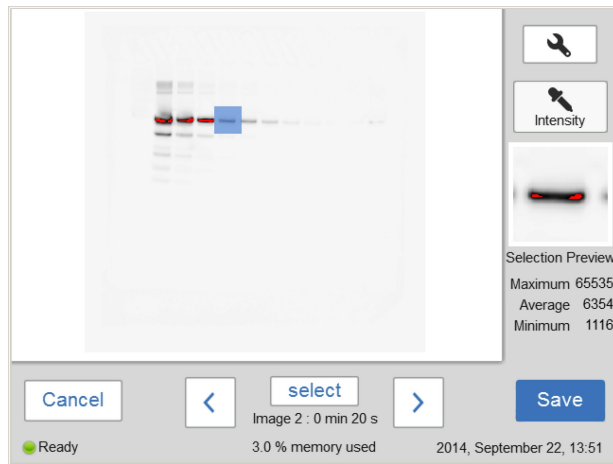 Intensity
Selection Preview
Maximum 65535
Average 6354
Minimum 1116
Cancel
select
Save
Image 2 : 0 min 20 s
Ready
3.0 % memory used
2014, September 22, 13:51